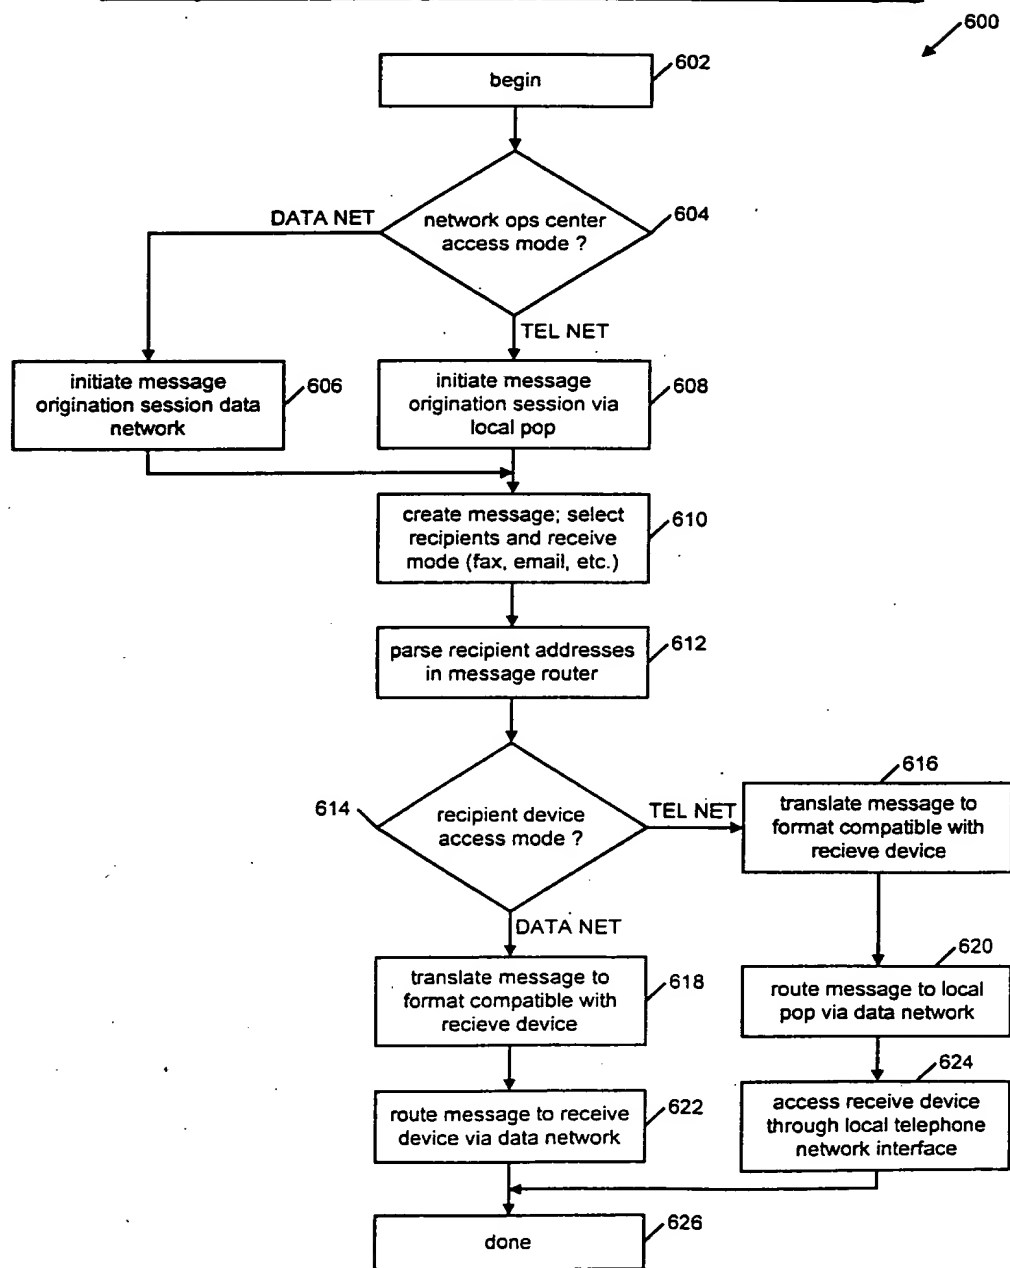 600
602
begin
DATA NET
network ops center
access mode ?
604
TEL NET
initiate message
origination session data
network
606
initiate message
origination session via
local pop
608
create message; select
recipients and receive
mode (fax, email, etc.)
610
parse recipient addresses
in message router
612
614
recipient device
access mode ?
TEL NET
616
translate message to
format compatible with
recieve device
DATA NET
translate message to
format compatible with
recieve device
618
620
route message to local
pop via data network
route message to receive
device via data network
622
624
access receive device
through local telephone
network interface
done
626